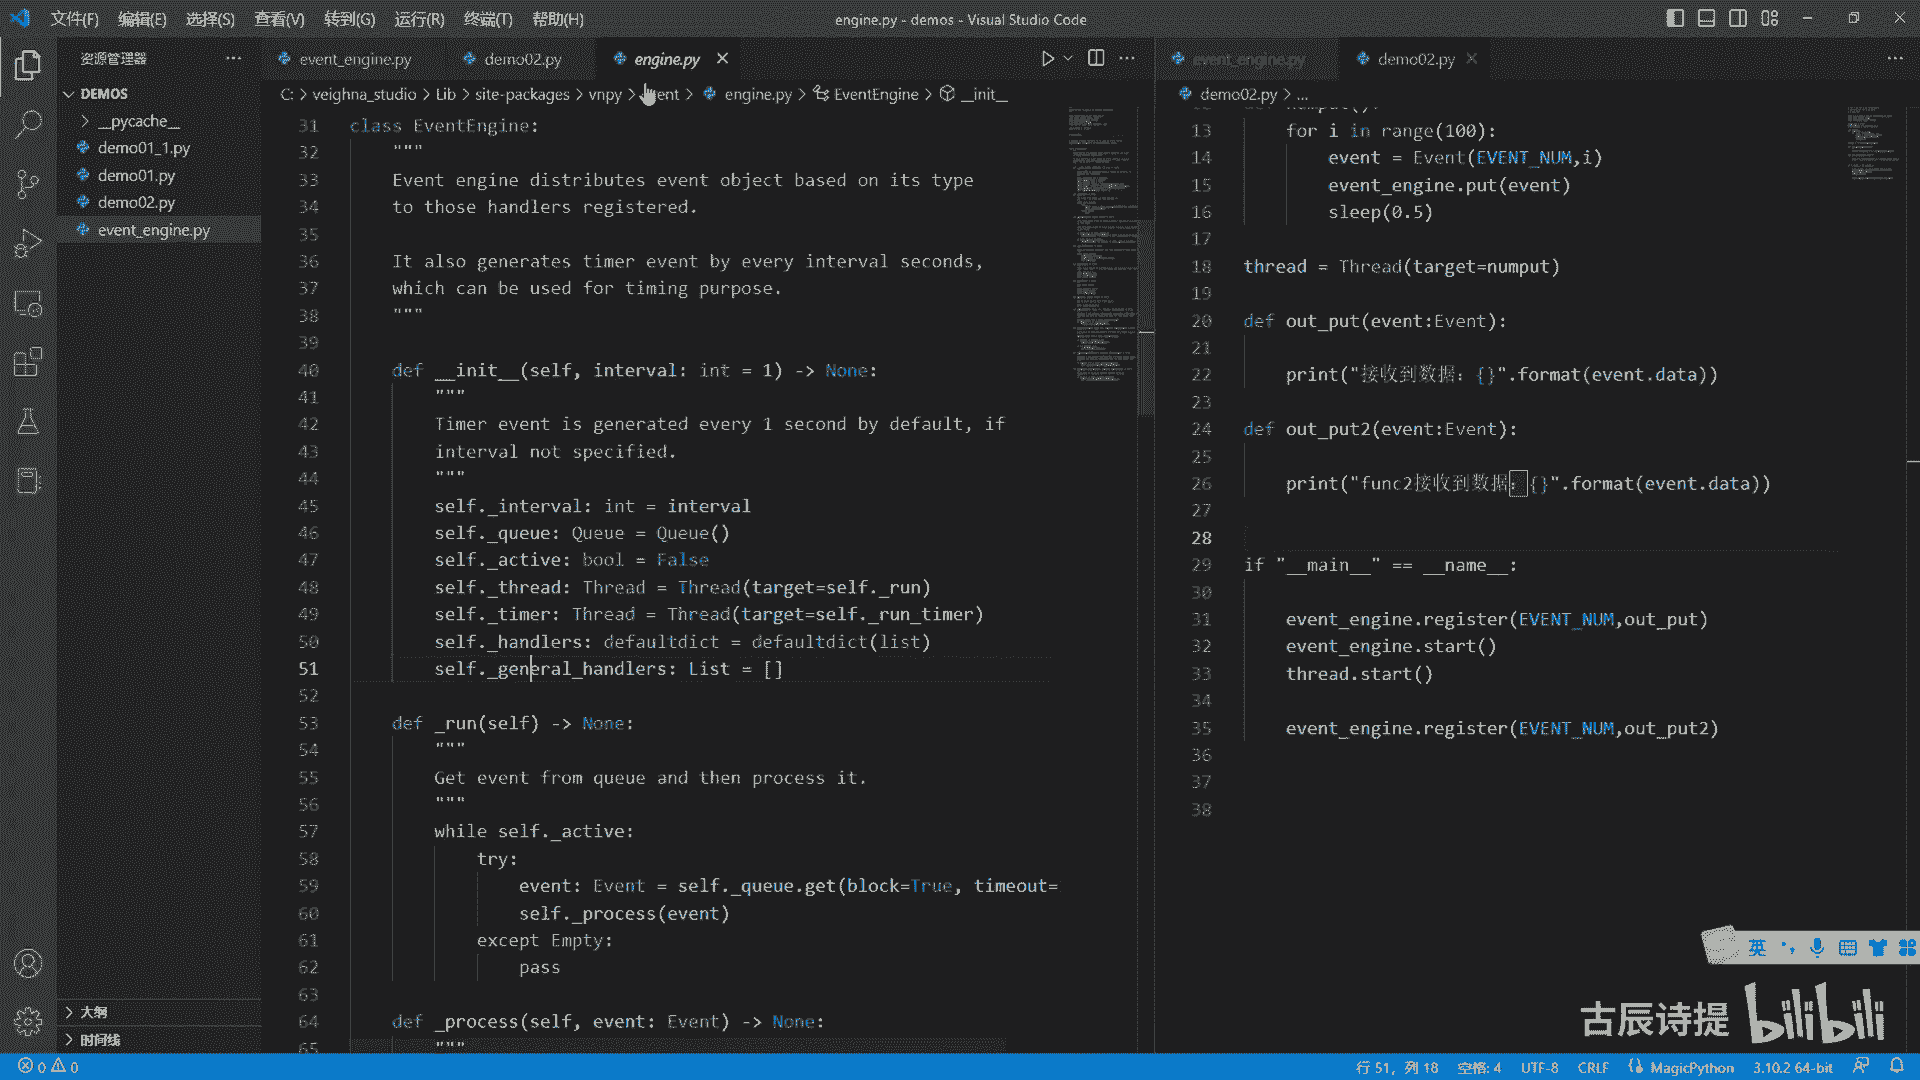 文件(F) 编辑(E) 选择(S) 查看(V) 转到(G) 运行(R) 终端(T) 帮助(H)
engine.py - demos - Visual Studio Code
资源管理器
DEMOS
__pycache__
demo01_1.py
demo01.py
demo02.py
event_engine.py
大纲
时间线
event_engine.py demo02.py engine.py
C: > veighna_studio > Lib > site-packages > vnpy > > engine.py > EventEngine > __init__
31 class EventEngine:
32 """
33 Event engine distributes event object based on its type
34 to those handlers registered.
35
36 It also generates timer event by every interval seconds,
37 which can be used for timing purpose.
38 """
39
40 def __init__(self, interval: int = 1) -> None:
41 """
42 Timer event is generated every 1 second by default, if
43 interval not specified.
44 """
45 self._interval: int = interval
46 self._queue: Queue = Queue()
47 self._active: bool = False
48 self._thread: Thread = Thread(target=self._run)
49 self._timer: Thread = Thread(target=self._run_timer)
50 self._handlers: defaultdict = defaultdict(list)
51 self._general_handlers: List = []
52
53 def _run(self) -> None:
54 """
55 Get event from queue and then process it.
56 """
57 while self._active:
58 try:
59 event: Event = self._queue.get(block=True, timeout=
60 self._process(event)
61 except Empty:
62 pass
63
64 def _process(self, event: Event) -> None:
65 """
event_engine.py demo02.py
demo02.py > ...
13 for i in range(100):
14 event = Event(EVENT_NUM,i)
15 event_engine.put(event)
16 sleep(0.5)
17
18 thread = Thread(target=numput)
19
20 def out_put(event:Event):
21
22 print("接收到数据：{}".format(event.data))
23
24 def out_put2(event:Event):
25
26 print("func2接收到数据：{}".format(event.data))
27
28
29 if "__main__" == __name__:
30
31 event_engine.register(EVENT_NUM,out_put)
32 event_engine.start()
33 thread.start()
34
35 event_engine.register(EVENT_NUM,out_put2)
36
37
38
英
古辰诗提 bilibili
0 0
行 51，列 18 空格: 4 UTF-8 CRLF MagicPython 3.10.2 64-bit